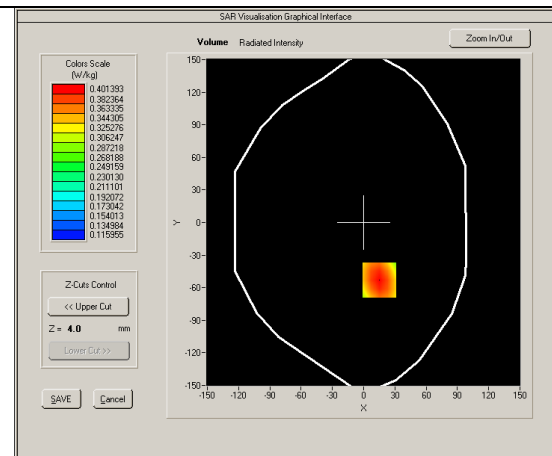 SAR Visualisation Graphical Interface
Volume Radiated Intensity
Zoom In/Out
Colors Scale
(W/kg)
0.401393
0.382364
0.363335
0.344305
0.325276
0.306247
0.287218
0.268188
0.249159
0.230130
0.211101
0.192072
0.173042
0.154013
0.134984
0.115955
Z-Cuts Control
<< Upper Cut
Z = 4.0 mm
Lower Cut >>
SAVE Cancel
150-
120-
90-
60-
30-
Y 0-
-30-
-60-
-90-
-120-
-150-
-150 -120 -90 -60 -30 0 30 60 90 120 150
X